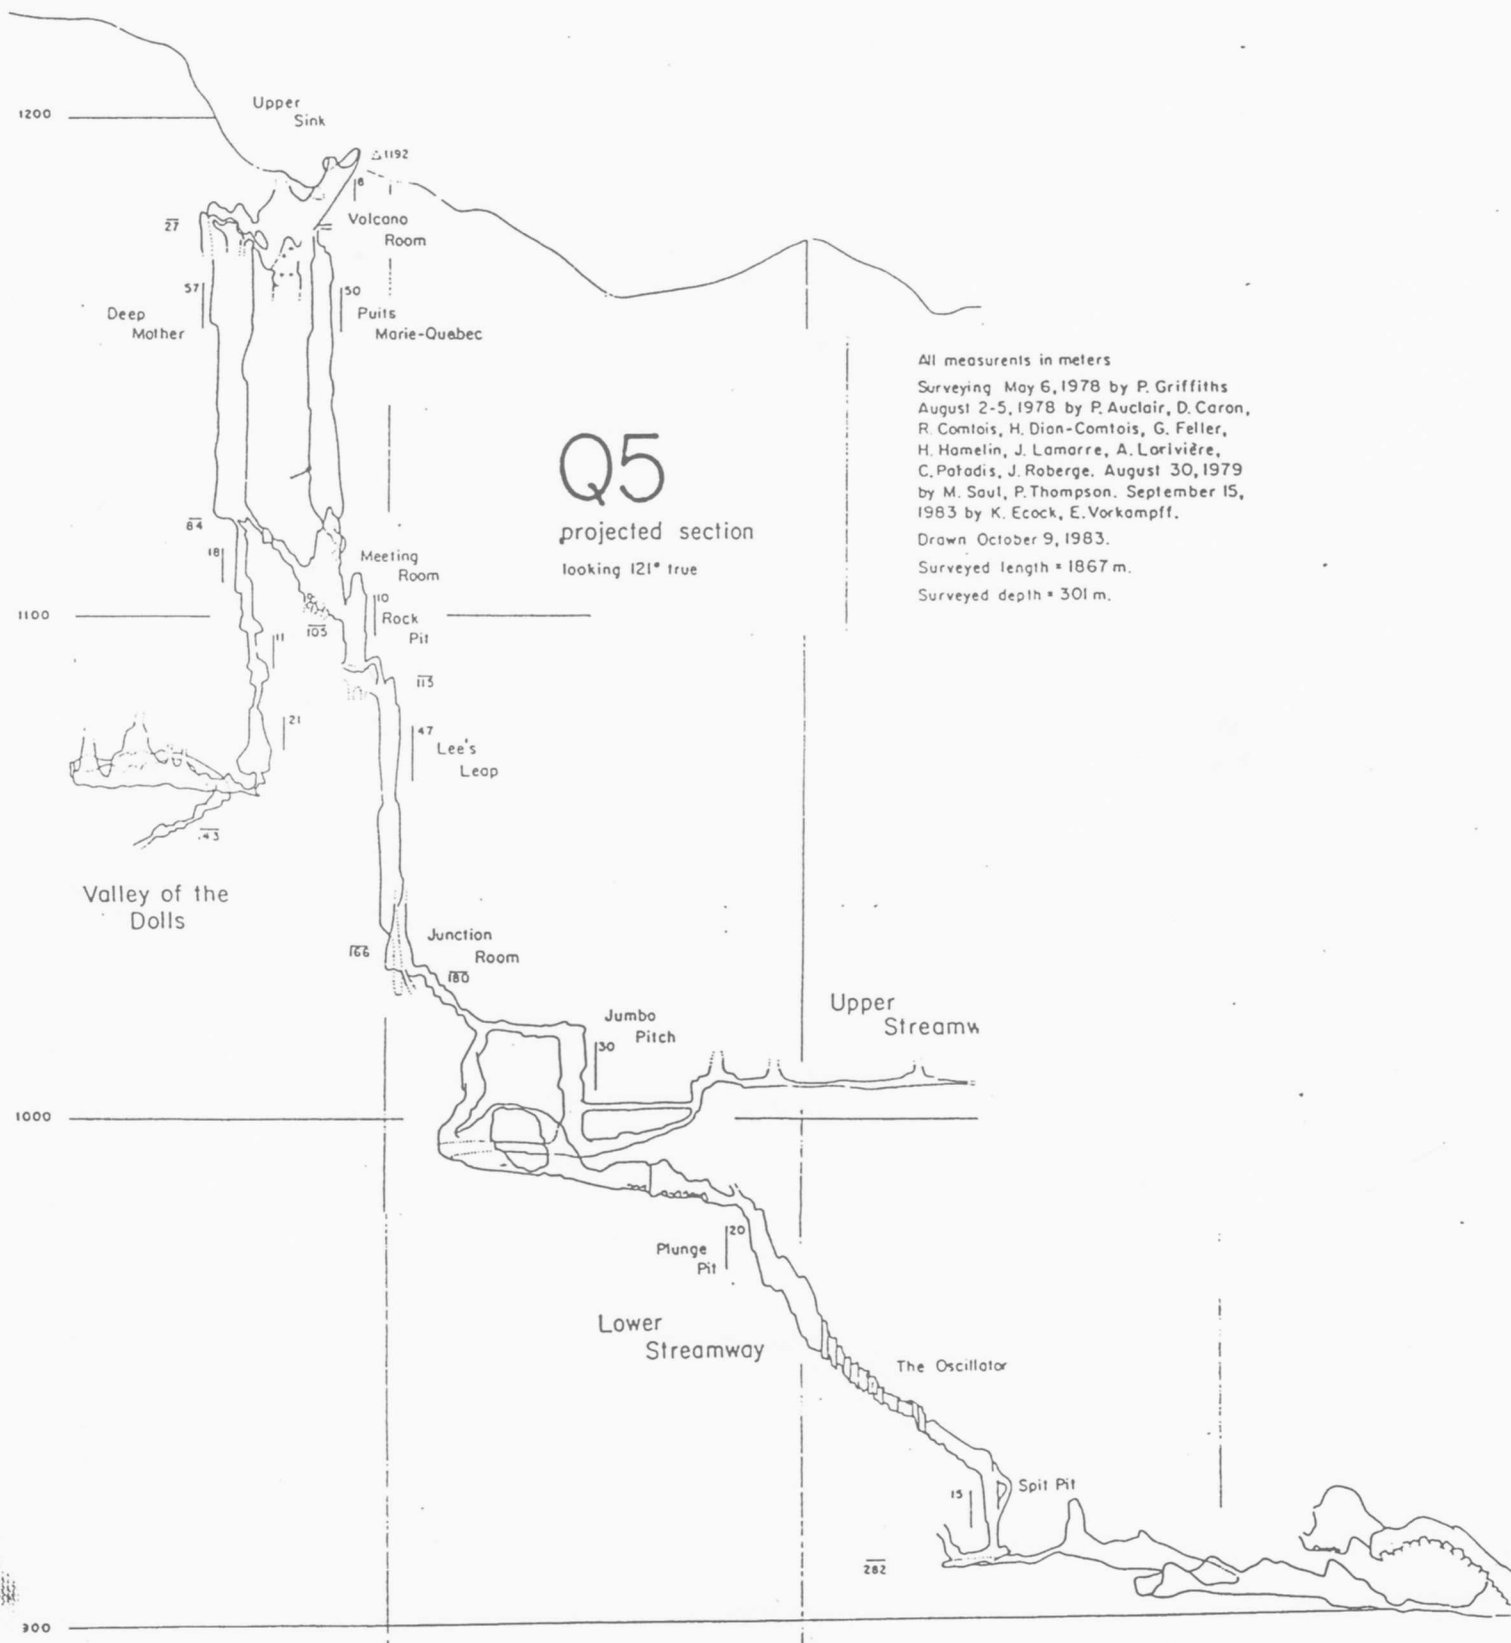 1200
Upper
Sink
△1192
8
27
Volcano
Room
57
50
Deep
Mother
Puits
Marie-Quebec
All measurents in meters
Surveying May 6, 1978 by P. Griffiths
August 2-5, 1978 by P. Auclair, D. Caron,
R. Comtois, H. Dion-Comtois, G. Feller,
H. Hamelin, J. Lamarre, A. Larivière,
C. Patadis, J. Roberge. August 30, 1979
by M. Saul, P. Thompson. September 15,
1983 by K. Ecock, E. Vorkampff.
Drawn October 9, 1983.
Surveyed length = 1867 m.
Surveyed depth = 301 m.
Q5
projected section
looking 121° true
84
18
Meeting
Room
10
Rock
Pit
1100
103
11
113
21
47
Lee's
Leap
143
Valley of the
Dolls
166
Junction
Room
180
Jumbo
Pitch
30
Upper
Streamw
1000
20
Plunge
Pit
Lower
Streamway
The Oscillator
15
Spit Pit
282
900